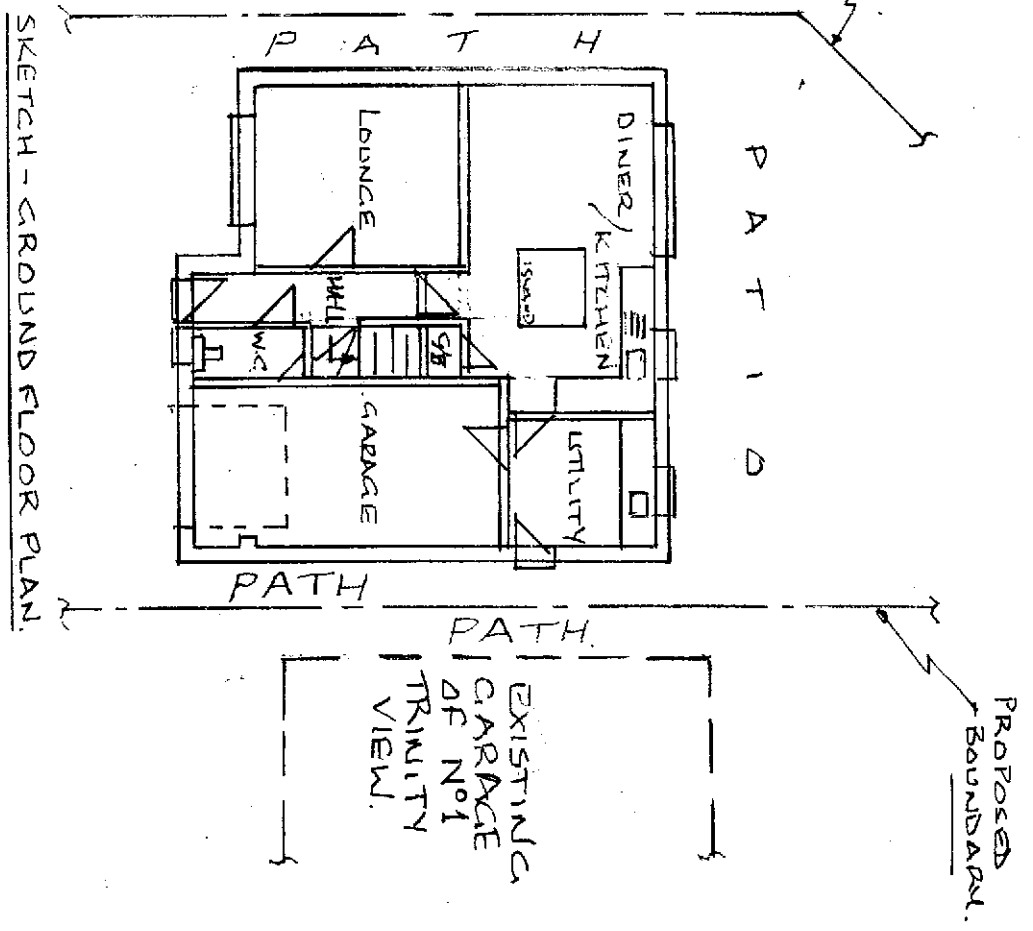 SKETCH - GROUND FLOOR PLAN.
PATH
PATIO
LOUNGE
DINER/
KITCHEN
ISLAND
HALL
WC
C/B
GARAGE
UTILITY
PATH
PATH.
EXISTING
GARAGE
OF Nº1
TRINITY
VIEW.
PROPOSED
BOUNDARY.